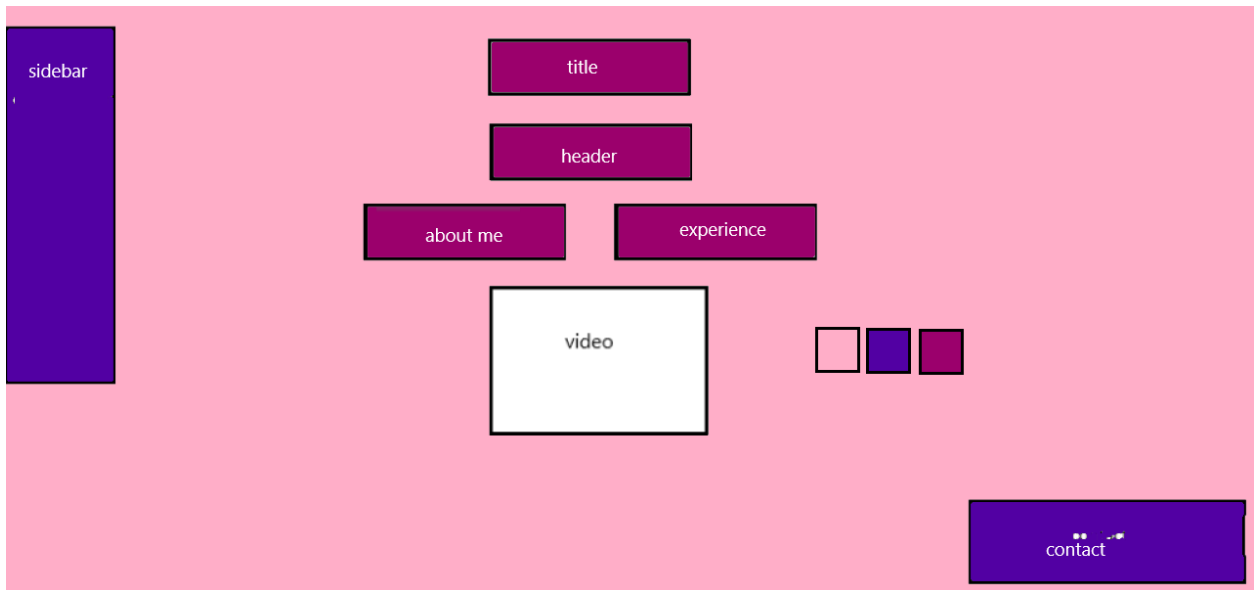 sidebar
title
header
about me
experience
video
contact